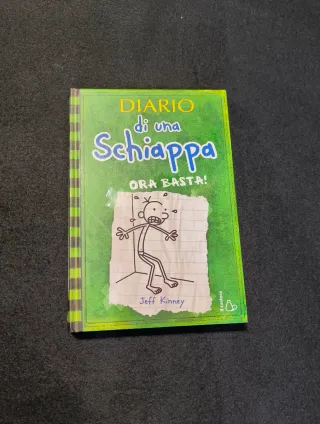 DIARIO
di una
Schiappa
ORA BASTA!
Jeff Kinney